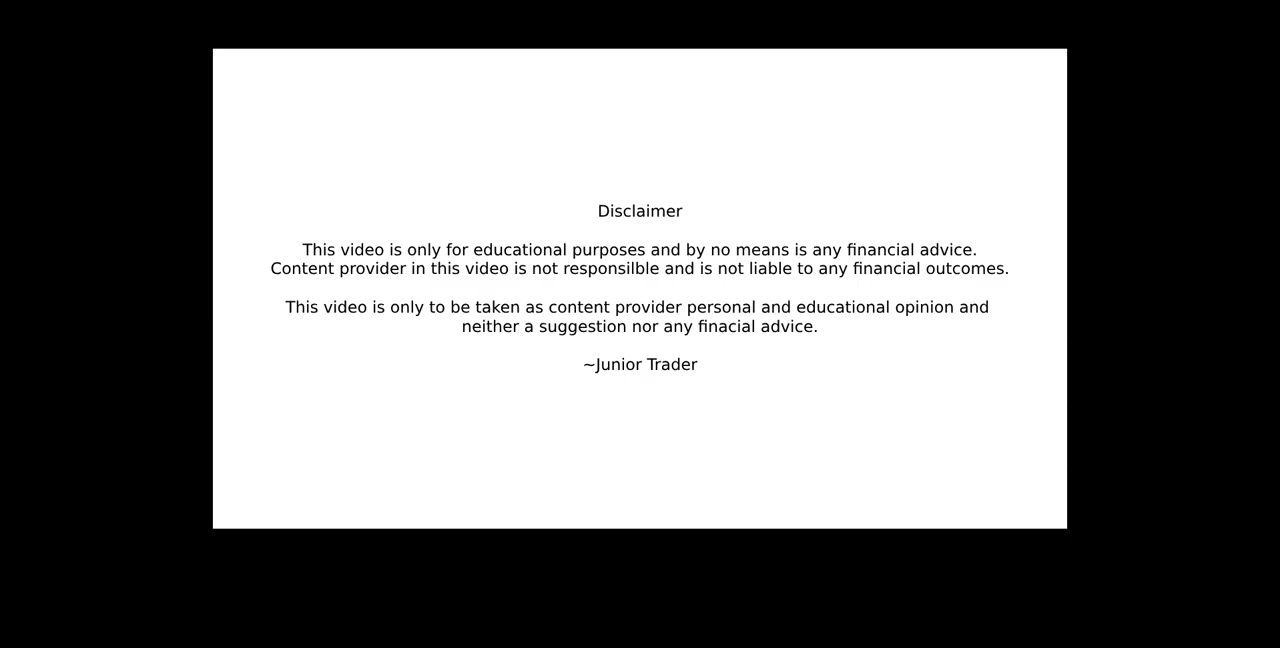 Disclaimer
This video is only for educational purposes and by no means is any financial advice.
Content provider in this video is not responsilble and is not liable to any financial outcomes.
This video is only to be taken as content provider personal and educational opinion and
neither a suggestion nor any finacial advice.
~Junior Trader